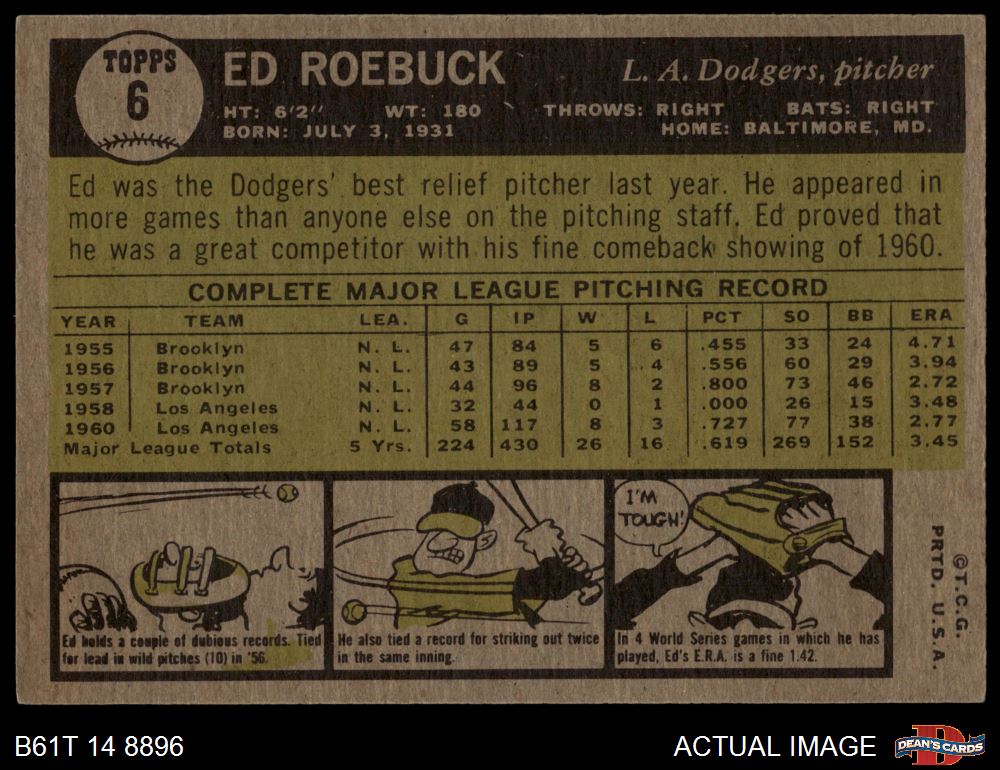 TOPPS
6
ED ROEBUCK
L. A. Dodgers, pitcher
HT: 6'2" WT: 180 THROWS: RIGHT BATS: RIGHT
BORN: JULY 3, 1931 HOME: BALTIMORE, MD.
Ed was the Dodgers' best relief pitcher last year. He appeared in
more games than anyone else on the pitching staff. Ed proved that
he was a great competitor with his fine comeback showing of 1960.
COMPLETE MAJOR LEAGUE PITCHING RECORD
YEAR TEAM LEA. G IP W L PCT SO BB ERA
1955 Brooklyn N. L. 47 84 5 6 .455 33 24 4.71
1956 Brooklyn N. L. 43 89 5 4 .556 60 29 3.94
1957 Brooklyn N. L. 44 96 8 2 .800 73 46 2.72
1958 Los Angeles N. L. 32 44 0 1 .000 26 15 3.48
1960 Los Angeles N. L. 58 117 8 3 .727 77 38 2.77
Major League Totals 5 Yrs. 224 430 26 16 .619 269 152 3.45
Ed holds a couple of dubious records. Tied
for lead in wild pitches (10) in '56.
He also tied a record for striking out twice
in the same inning.
I'M
TOUGH!
In 4 World Series games in which he has
played, Ed's E.R.A. is a fine 1.42.
©T.C.G.
PRTD. U.S.A.
B61T 14 8896
ACTUAL IMAGE
DEAN'S CARDS